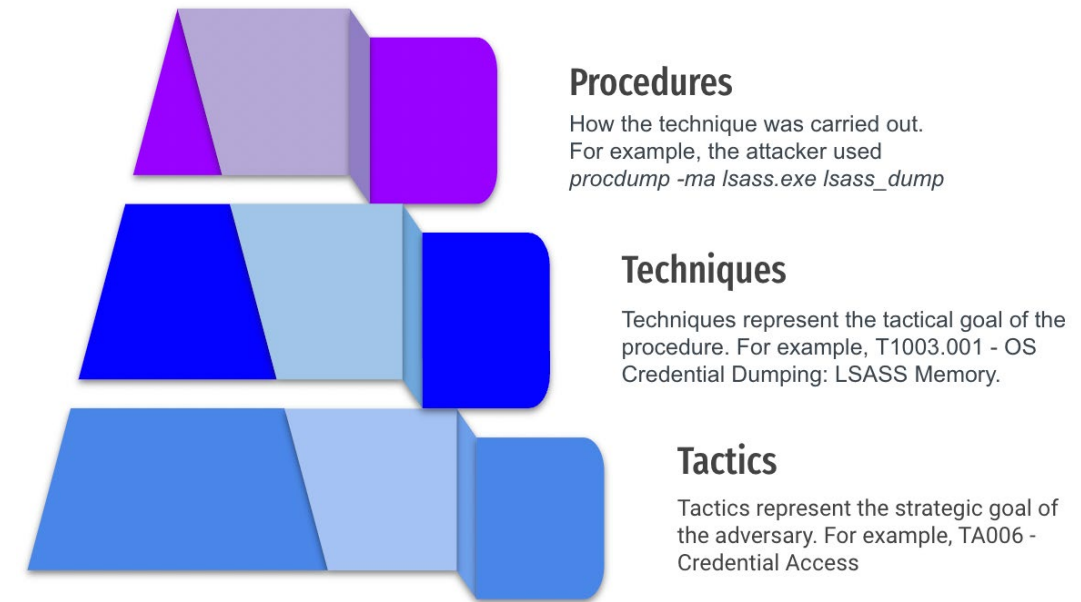 Procedures
How the technique was carried out.
For example, the attacker used
procdump -ma lsass.exe lsass_dump
Techniques
Techniques represent the tactical goal of the
procedure. For example, T1003.001 - OS
Credential Dumping: LSASS Memory.
Tactics
Tactics represent the strategic goal of
the adversary. For example, TA006 -
Credential Access